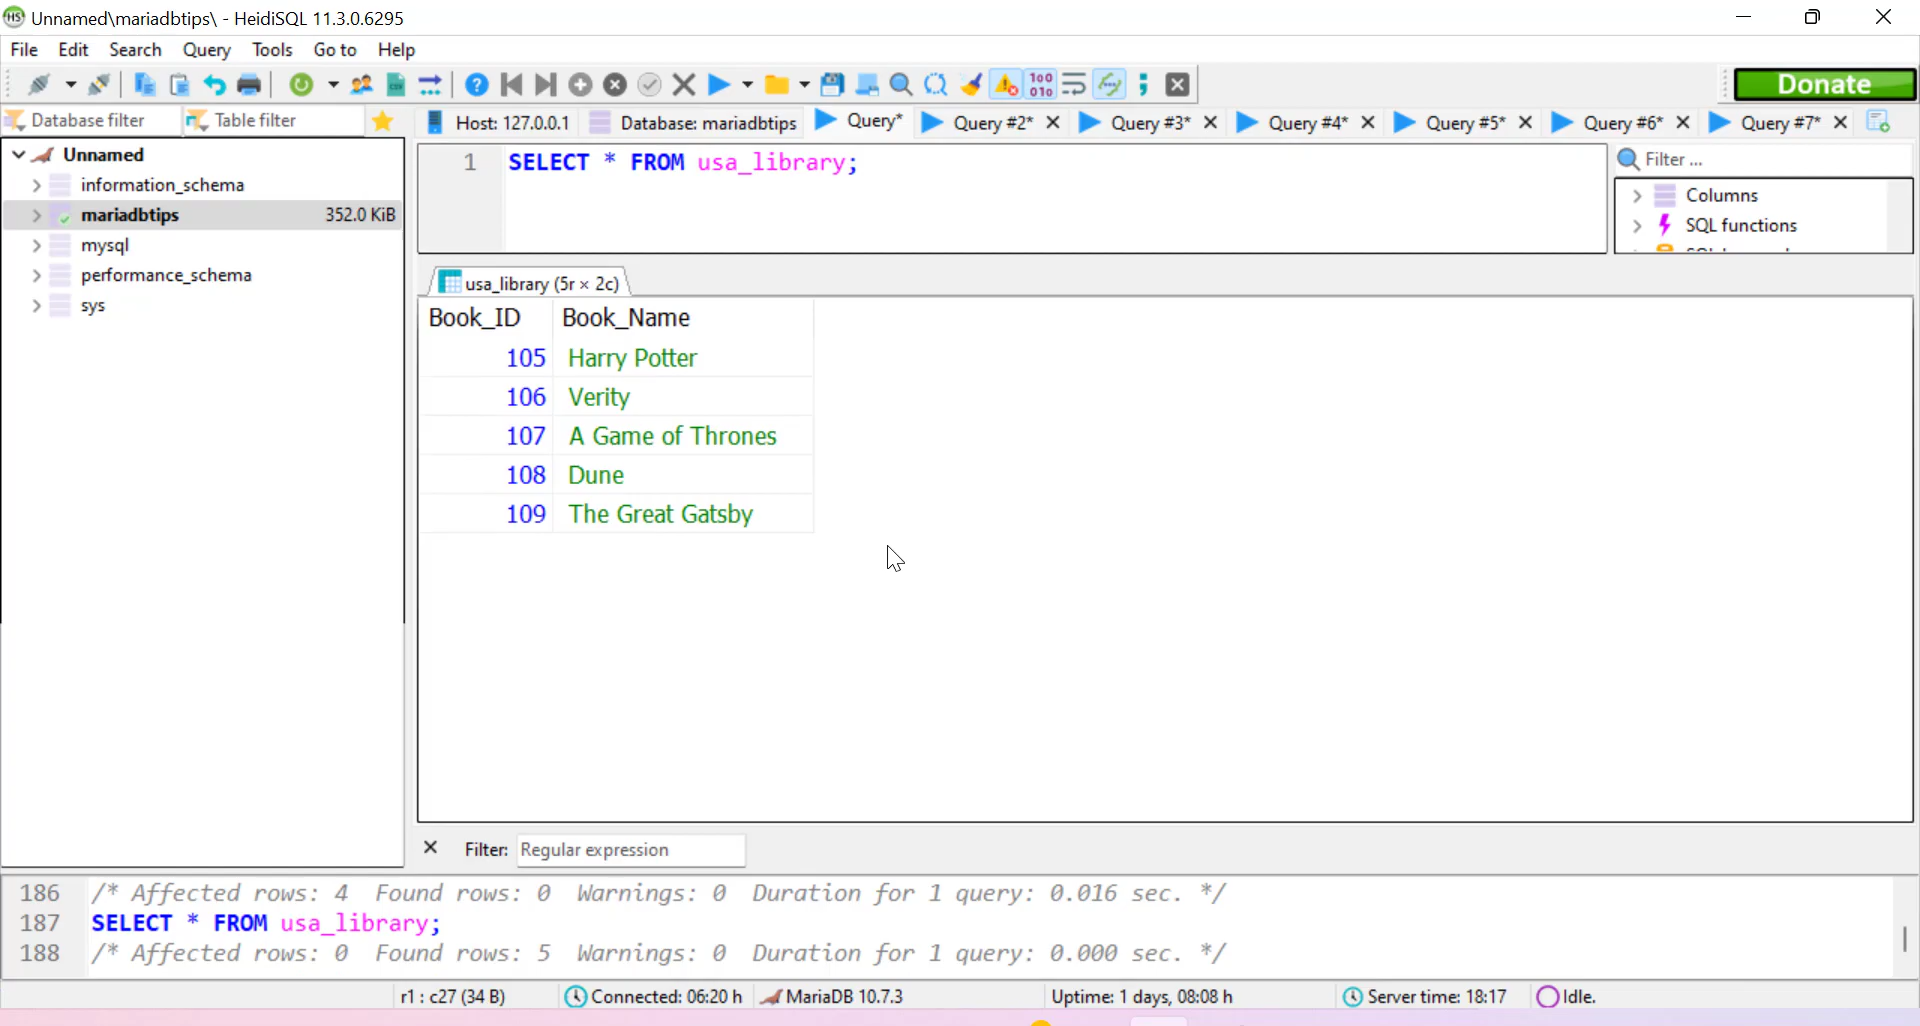 Unnamed\mariadbtips\ - HeidiSQL 11.3.0.6295
File Edit Search Query Tools Go to Help
Donate
Database filter Table filter Host: 127.0.0.1 Database: mariadbtips Query* Query #2* Query #3* Query #4* Query #5* Query #6* Query #7*
Unnamed
information_schema
mariadbtips 352.0 KiB
mysql
performance_schema
sys
1 SELECT * FROM usa_library;
Filter ...
Columns
SQL functions
usa_library (5r × 2c)
Book_ID Book_Name
105 Harry Potter
106 Verity
107 A Game of Thrones
108 Dune
109 The Great Gatsby
Filter: Regular expression
186 /* Affected rows: 4 Found rows: 0 Warnings: 0 Duration for 1 query: 0.016 sec. */
187 SELECT * FROM usa_library;
188 /* Affected rows: 0 Found rows: 5 Warnings: 0 Duration for 1 query: 0.000 sec. */
r1 : c27 (34 B) Connected: 06:20 h MariaDB 10.7.3 Uptime: 1 days, 08:08 h Server time: 18:17 Idle.